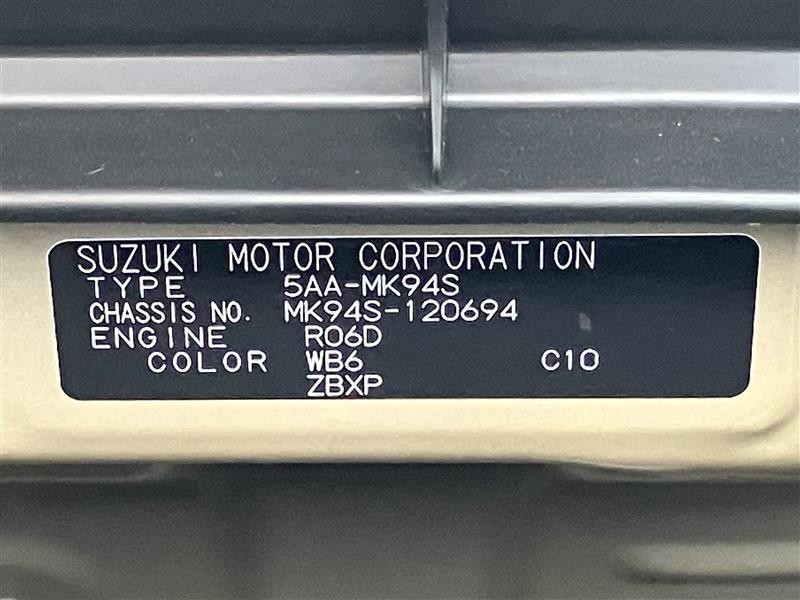 SUZUKI MOTOR CORPORATION
TYPE 5AA-MK94S
CHASSIS NO. MK94S-120694
ENGINE R06D
COLOR WB6 C10
ZBXP